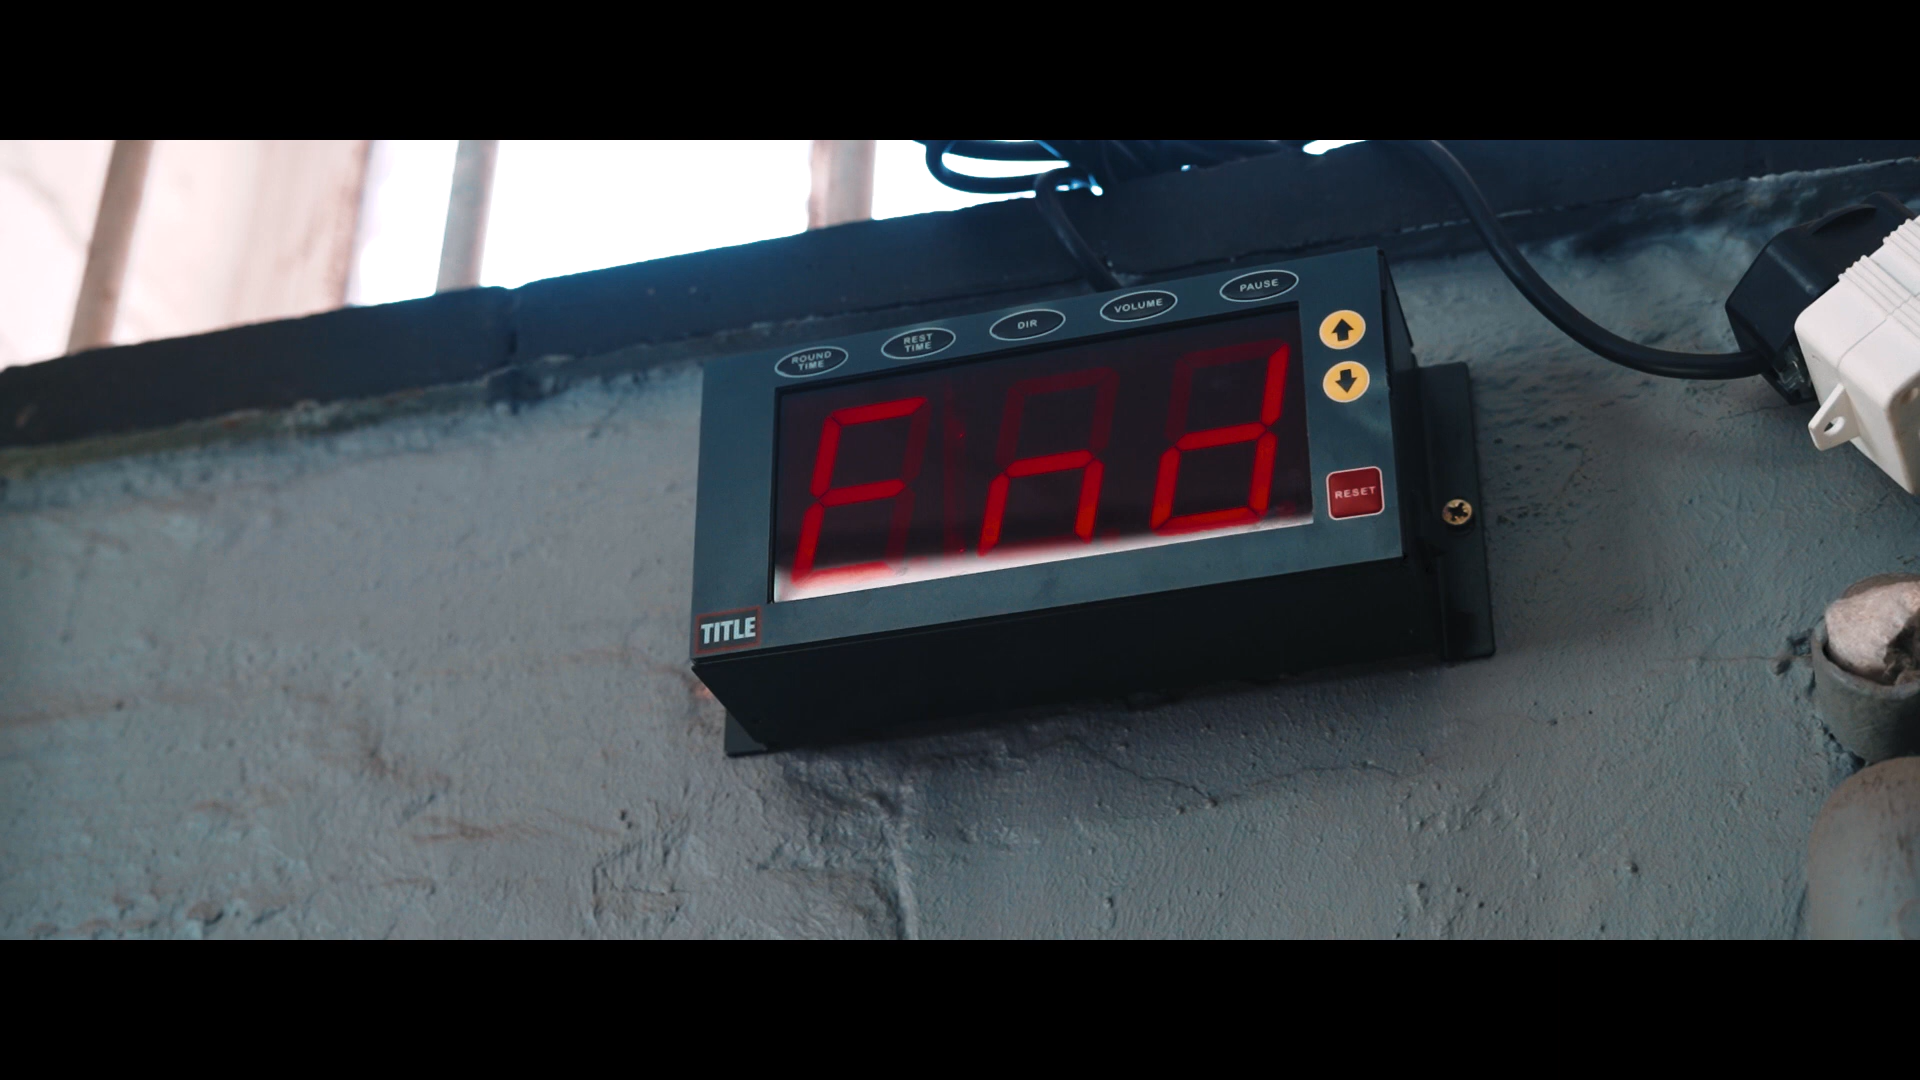 ROUND TIME
REST TIME
DIR
VOLUME
PAUSE
End
RESET
TITLE